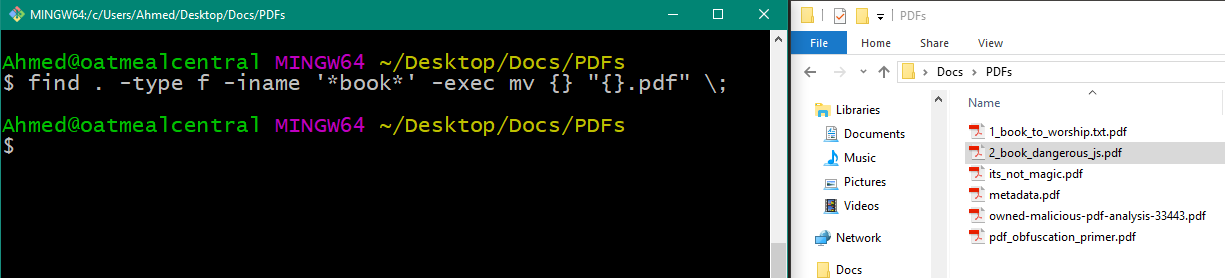 MINGW64:/c/Users/Ahmed/Desktop/Docs/PDFs
Ahmed@oatmealcentral MINGW64 ~/Desktop/Docs/PDFs
$ find . -type f -iname '*book*' -exec mv {} "{}.pdf" \;
Ahmed@oatmealcentral MINGW64 ~/Desktop/Docs/PDFs
$
PDFs
File Home Share View
Docs PDFs
Libraries
Documents
Music
Pictures
Videos
Network
Docs
Name
1_book_to_worship.txt.pdf
2_book_dangerous_js.pdf
its_not_magic.pdf
metadata.pdf
owned-malicious-pdf-analysis-33443.pdf
pdf_obfuscation_primer.pdf